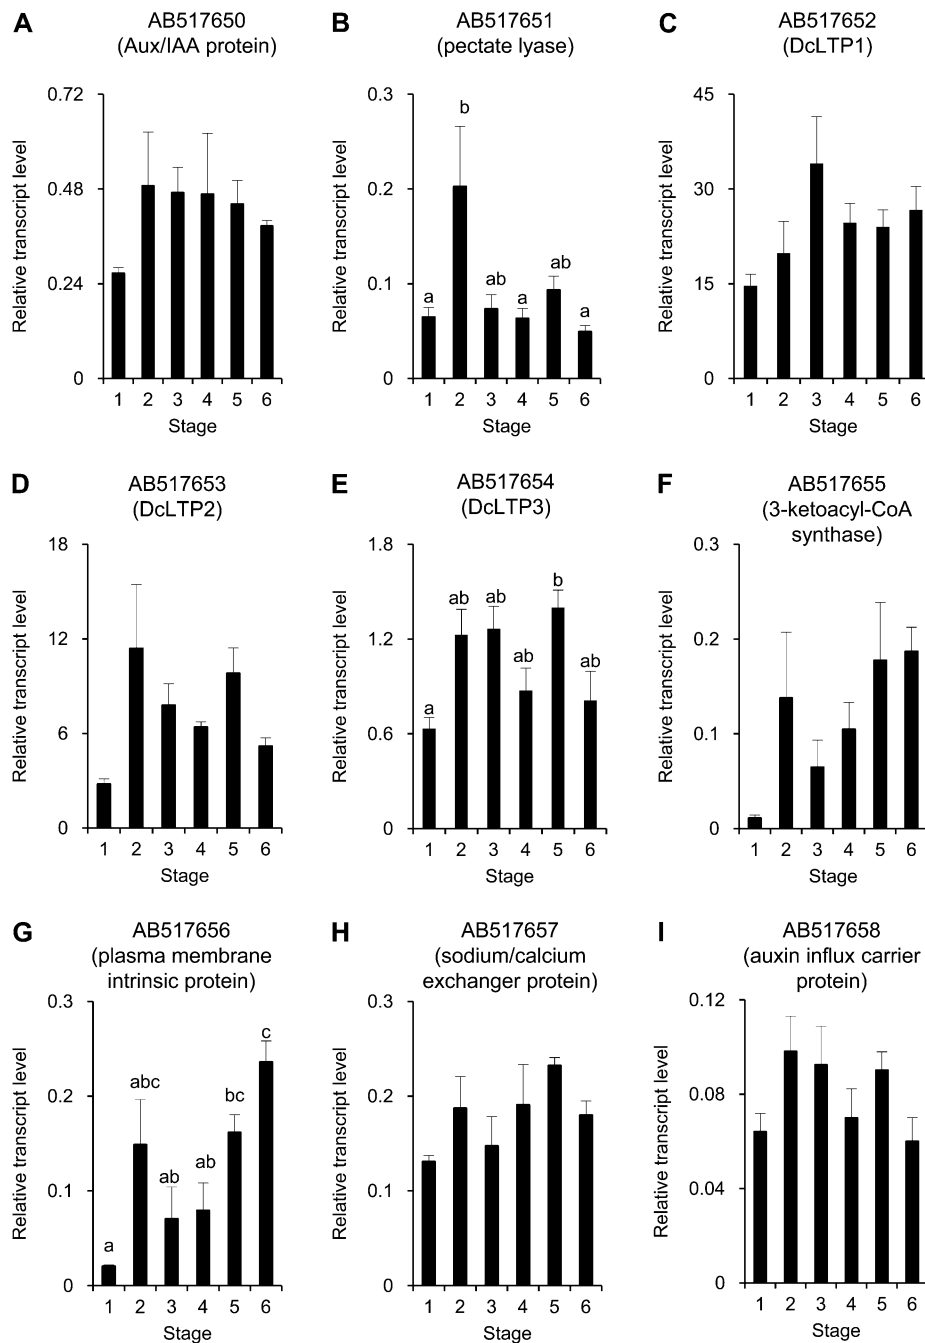 A
AB517650
(Aux/IAA protein)
Relative transcript level
0.72
0.48
0.24
0
1 2 3 4 5 6
Stage
B
AB517651
(pectate lyase)
Relative transcript level
0.3
0.2
0.1
0
a b ab a ab a
1 2 3 4 5 6
Stage
C
AB517652
(DcLTP1)
Relative transcript level
45
30
15
0
1 2 3 4 5 6
Stage
D
AB517653
(DcLTP2)
Relative transcript level
18
12
6
0
1 2 3 4 5 6
Stage
E
AB517654
(DcLTP3)
Relative transcript level
1.8
1.2
0.6
0
a ab ab ab b ab
1 2 3 4 5 6
Stage
F
AB517655
(3-ketoacyl-CoA
synthase)
Relative transcript level
0.3
0.2
0.1
0
1 2 3 4 5 6
Stage
G
AB517656
(plasma membrane
intrinsic protein)
Relative transcript level
0.3
0.2
0.1
0
a abc ab ab bc c
1 2 3 4 5 6
Stage
H
AB517657
(sodium/calcium
exchanger protein)
Relative transcript level
0.3
0.2
0.1
0
1 2 3 4 5 6
Stage
I
AB517658
(auxin influx carrier
protein)
Relative transcript level
0.12
0.08
0.04
0
1 2 3 4 5 6
Stage